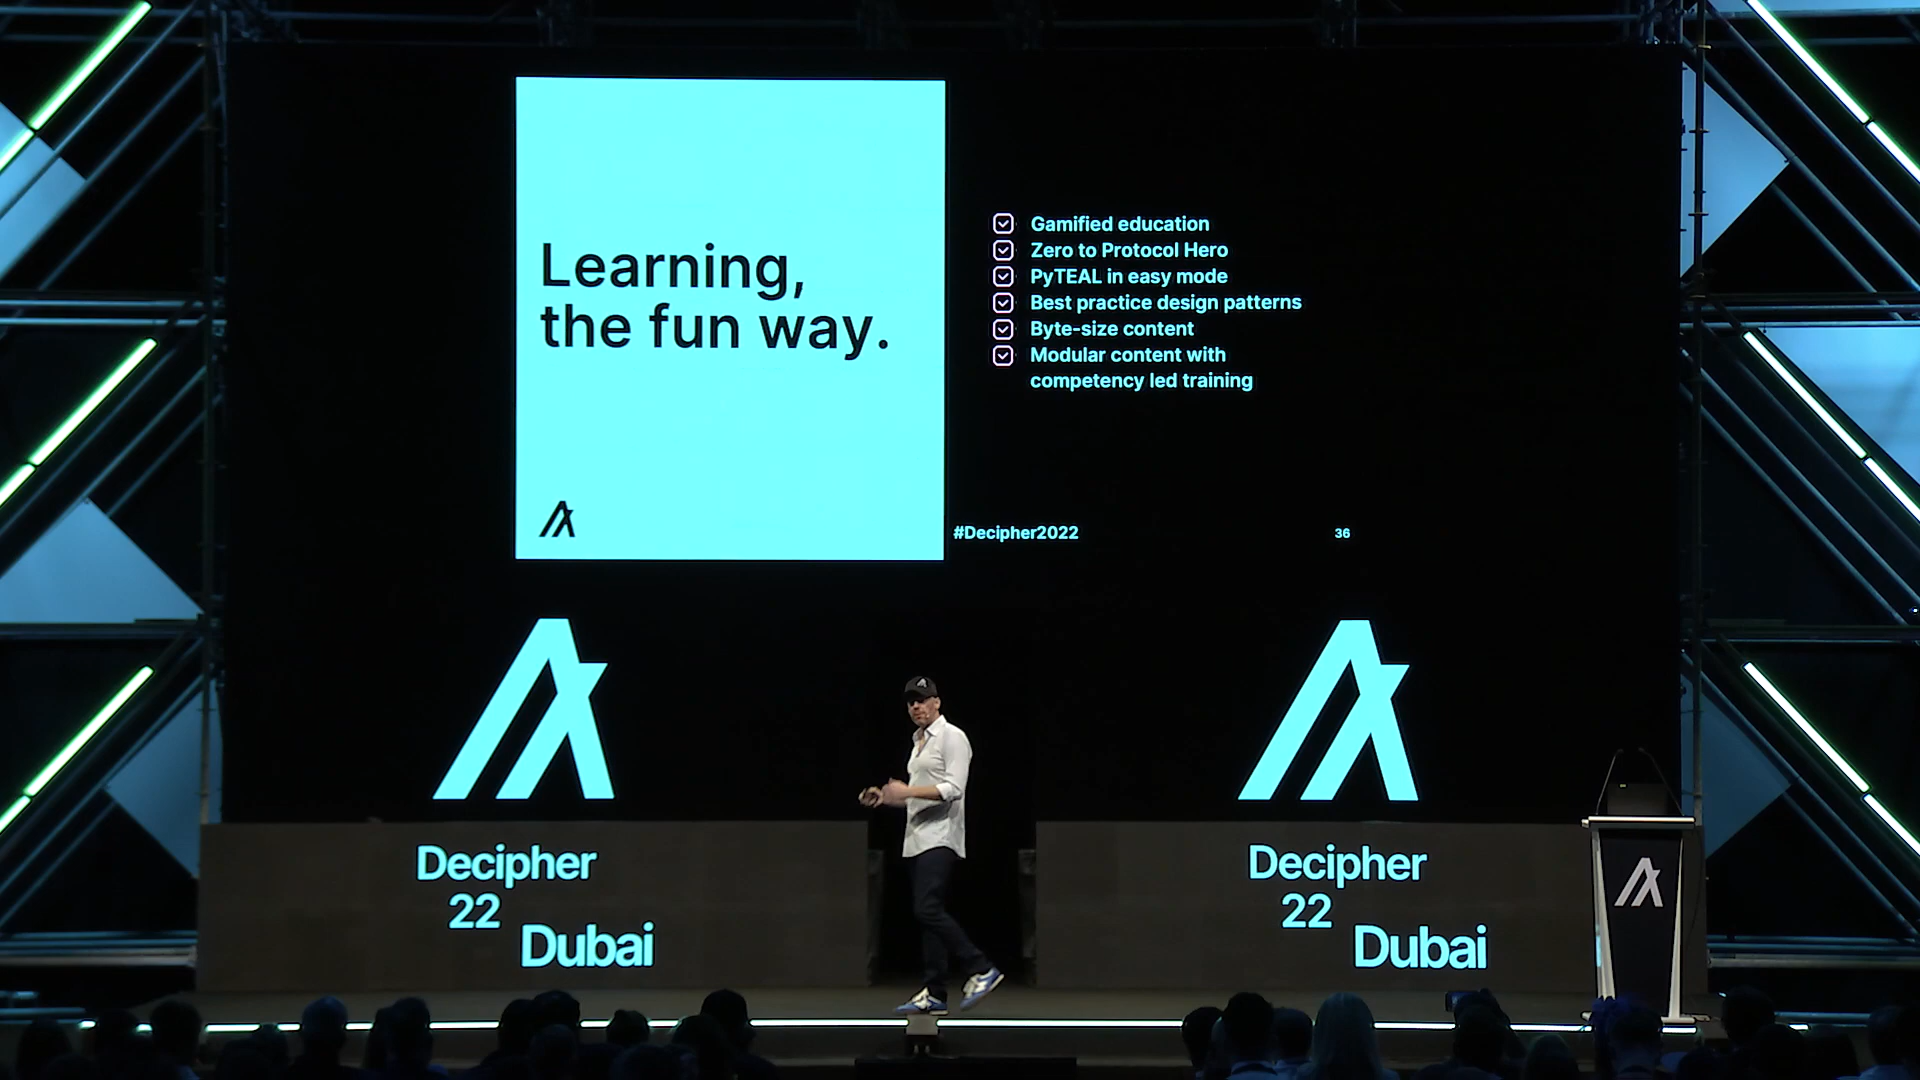 Learning,
the fun way.
Gamified education
Zero to Protocol Hero
PyTEAL in easy mode
Best practice design patterns
Byte-size content
Modular content with
competency led training
#Decipher2022
36
Decipher
22
Dubai
Decipher
22
Dubai